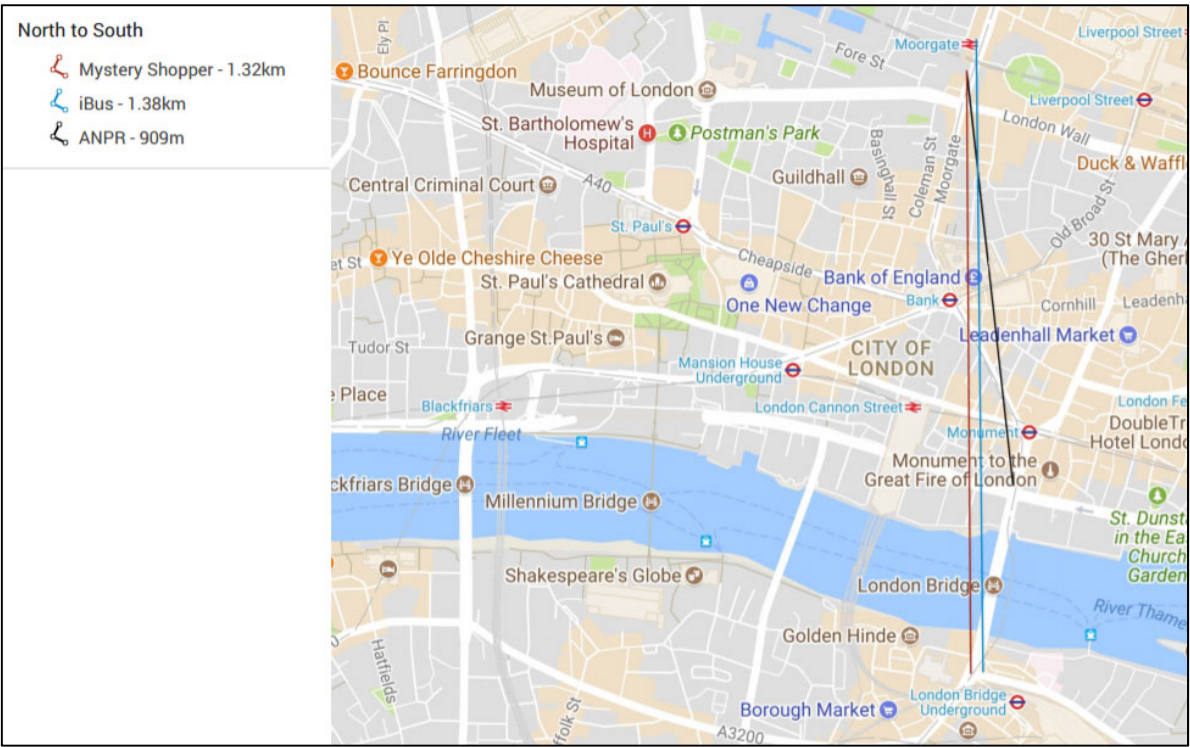 North to South
Mystery Shopper - 1.32km
iBus - 1.38km
ANPR - 909m
Ely Pl
Moorgate
Liverpool Street
Fore St
Bounce Farringdon
Museum of London
Liverpool Street
St. Bartholomew's
Hospital
Postman's Park
London Wall
Basinghall St
Coleman St
Moorgate
Duck & Waffl
Guildhall
Central Criminal Court
A40
Old Broad St
St. Paul's
30 St Mary
(The Gher
et St
Ye Olde Cheshire Cheese
Cheapside
St. Paul's Cathedral
Bank of England
One New Change
Bank
Cornhill
Leadenh
Grange St.Paul's
Leadenhall Market
Tudor St
CITY OF
LONDON
Mansion House
Underground
Place
Blackfriars
London Cannon Street
London Fe
River Fleet
Monument
DoubleTr
Hotel Londo
Monument to the
Great Fire of London
ckfriars Bridge
Millennium Bridge
St. Dunst
in the Ea
Church
Garden
Shakespeare's Globe
London Bridge
River Thame
Golden Hinde
Hatfields
London Bridge
Underground
Borough Market
ffolk St
A3200